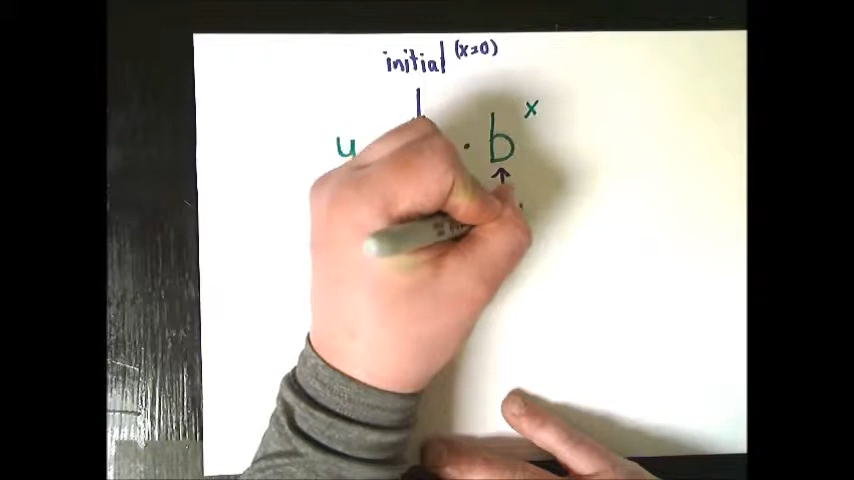 initial (x=0)
y · b^x